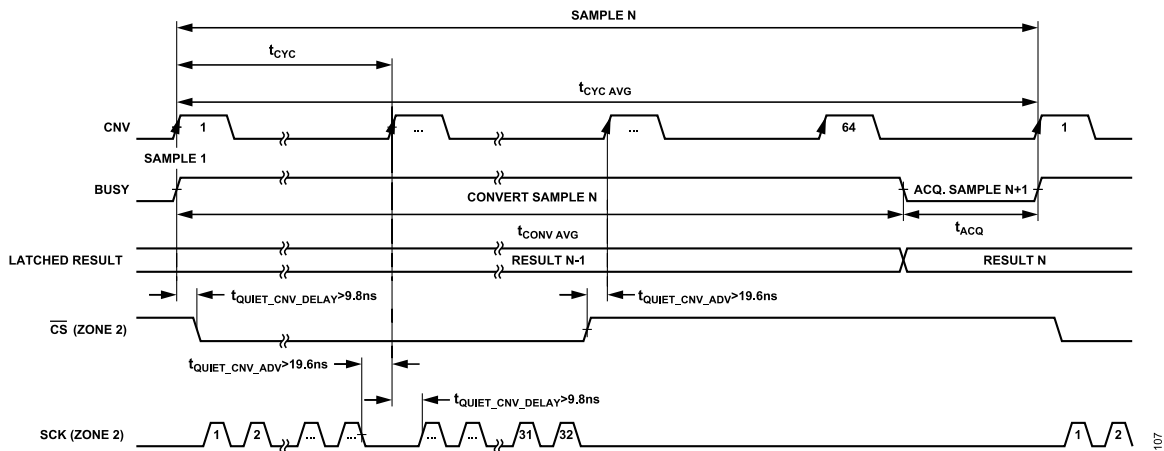 SAMPLE N
tCYC
tCYC AVG
CNV
1
...
...
64
1
SAMPLE 1
BUSY
CONVERT SAMPLE N
ACQ. SAMPLE N+1
tCONV AVG
tACQ
LATCHED RESULT
RESULT N-1
RESULT N
tQUIET_CNV_DELAY>9.8ns
tQUIET_CNV_ADV>19.6ns
CS (ZONE 2)
tQUIET_CNV_ADV>19.6ns
tQUIET_CNV_DELAY>9.8ns
SCK (ZONE 2)
1
2
...
...
...
...
31
32
1
2
107